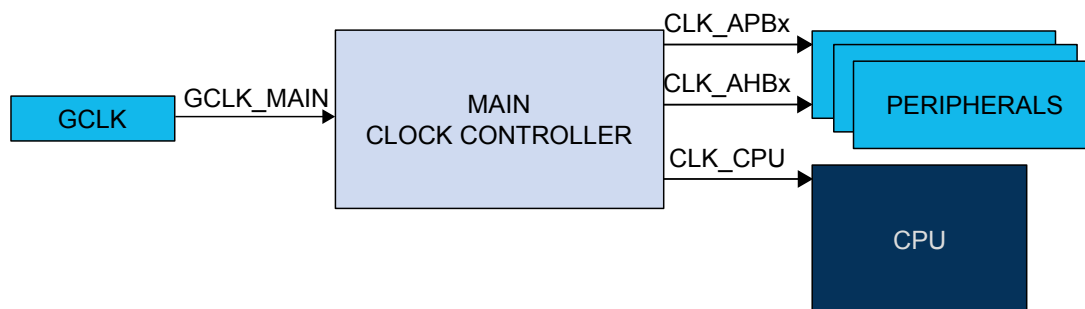 GCLK
GCLK_MAIN
MAIN
CLOCK CONTROLLER
CLK_APBx
CLK_AHBx
CLK_CPU
PERIPHERALS
CPU